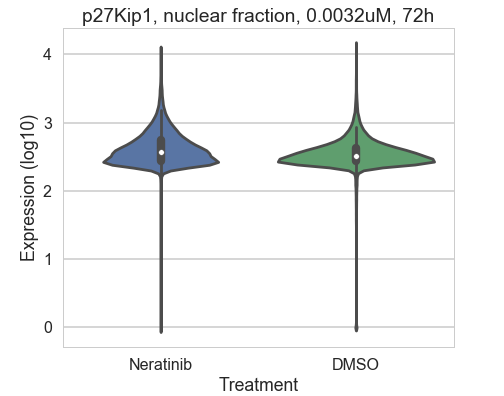 p27Kip1, nuclear fraction, 0.0032uM, 72h
Expression (log10)
4
3
2
1
0
Neratinib DMSO
Treatment